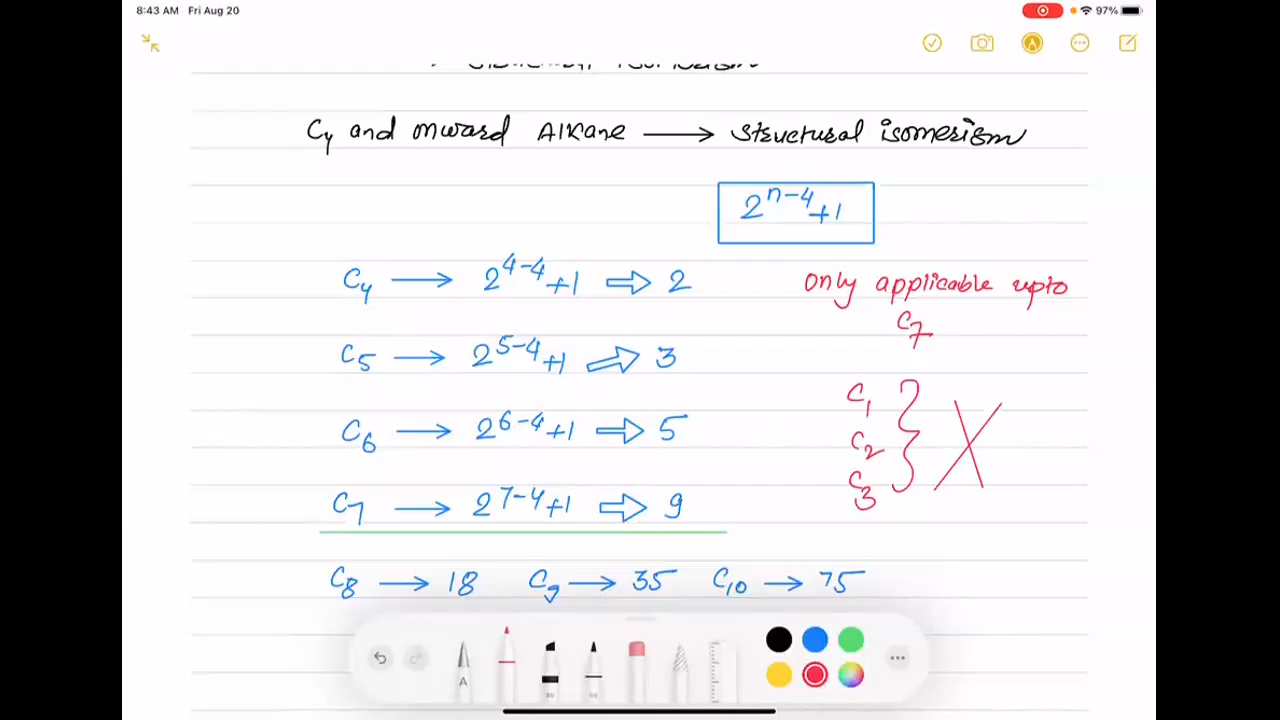 8:43 AM Fri Aug 20
97%
C4 and onward Alkane → structural isomerism
2^n-4+1
C4 → 2^4-4+1 ⇒ 2
only applicable upto
C7
C5 → 2^5-4+1 ⇒ 3
C1
C6 → 2^6-4+1 ⇒ 5
C2
C3
C7 → 2^7-4+1 ⇒ 9
C8 → 18 C9 → 35 C10 → 75
A